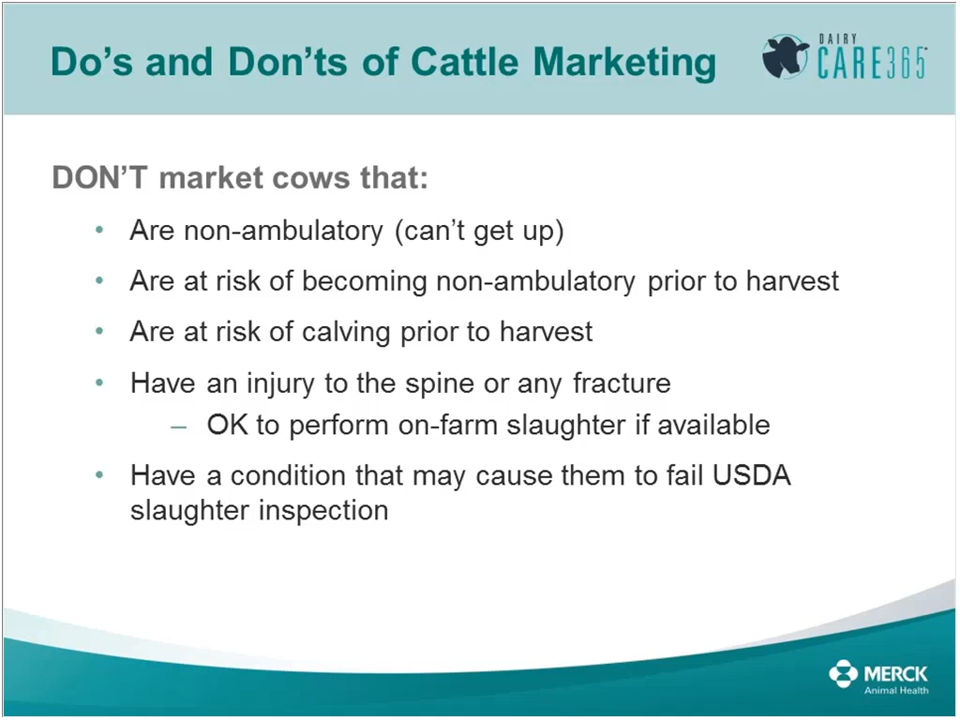 Do's and Don'ts of Cattle Marketing
DAIRY
CARE365™
DON'T market cows that:
• Are non-ambulatory (can't get up)
• Are at risk of becoming non-ambulatory prior to harvest
• Are at risk of calving prior to harvest
• Have an injury to the spine or any fracture
– OK to perform on-farm slaughter if available
• Have a condition that may cause them to fail USDA
slaughter inspection
MERCK
Animal Health